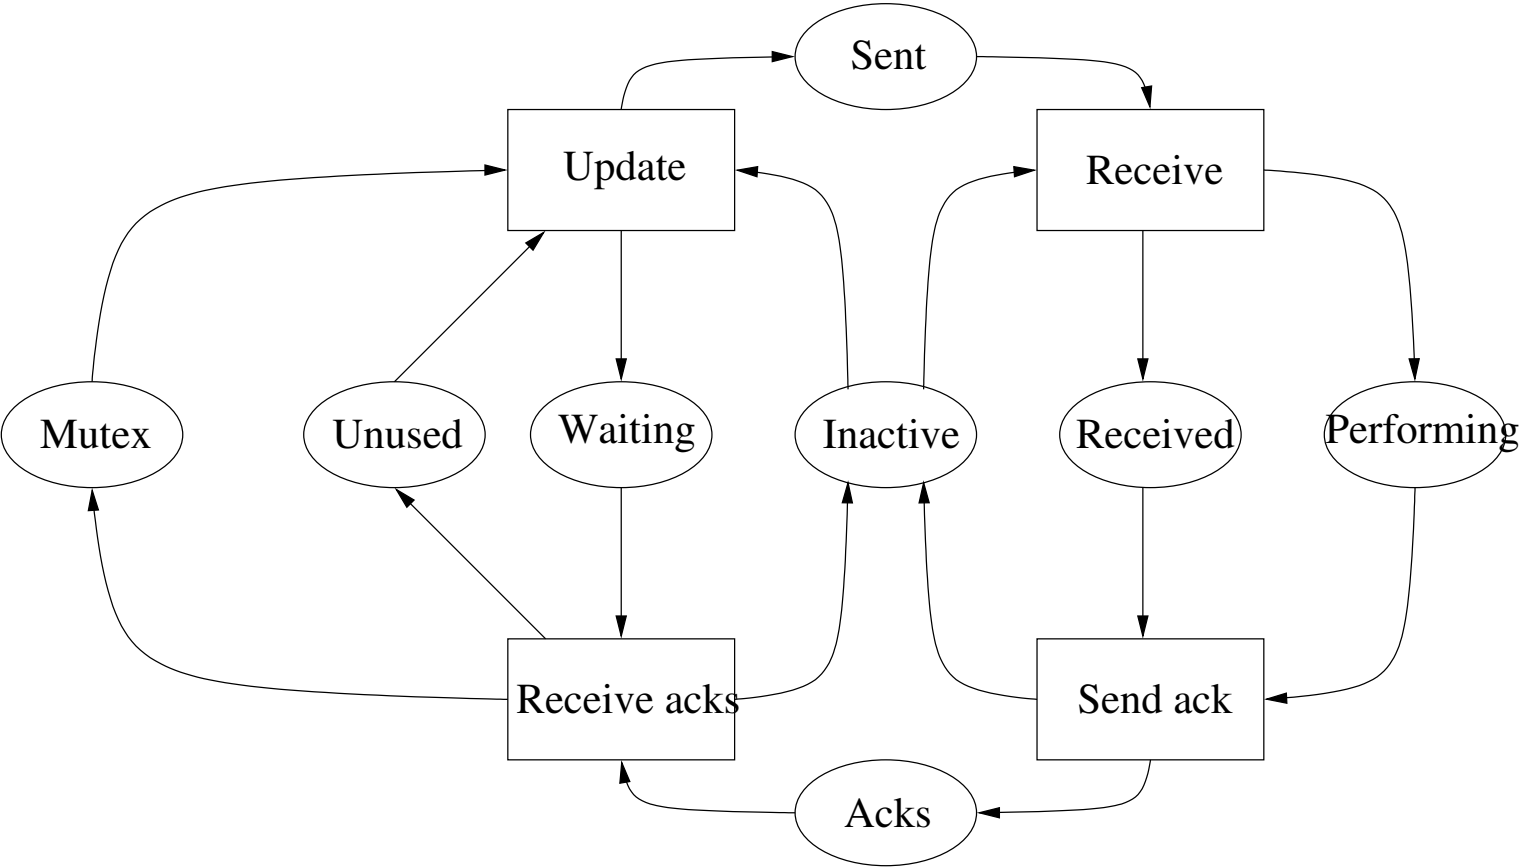 Sent
Update
Receive
Mutex
Unused
Waiting
Inactive
Received
Performing
Receive acks
Send ack
Acks